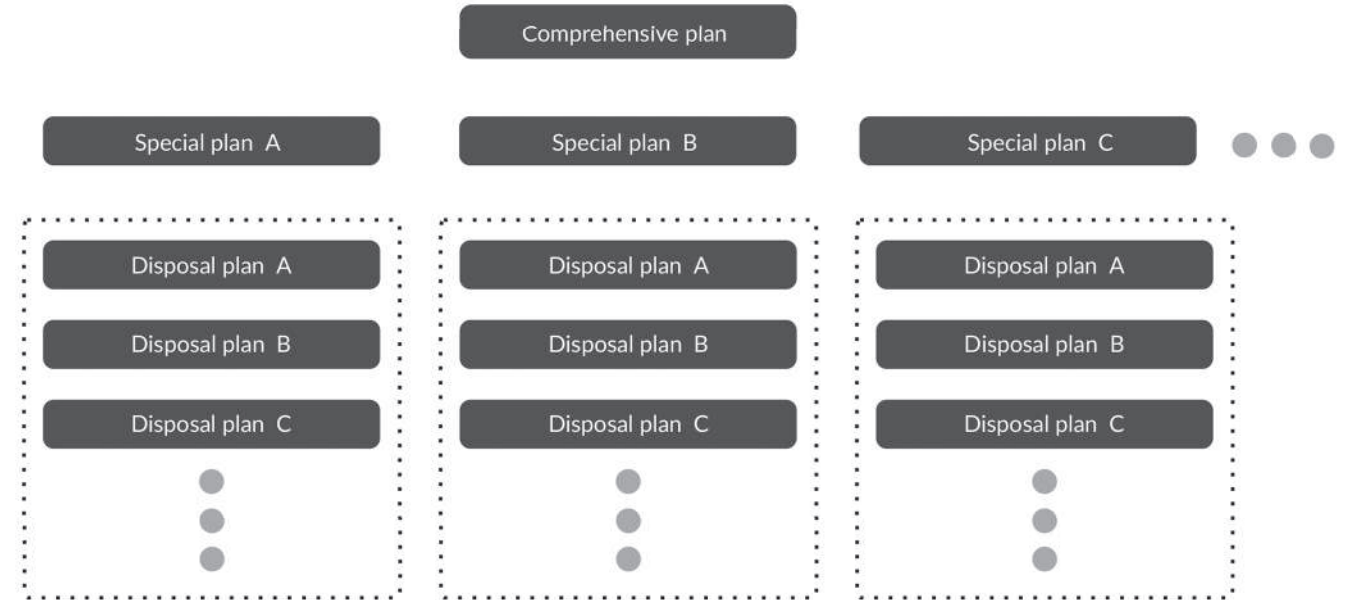 Comprehensive plan
Special plan A
Special plan B
Special plan C
Disposal plan A
Disposal plan B
Disposal plan C
Disposal plan A
Disposal plan B
Disposal plan C
Disposal plan A
Disposal plan B
Disposal plan C